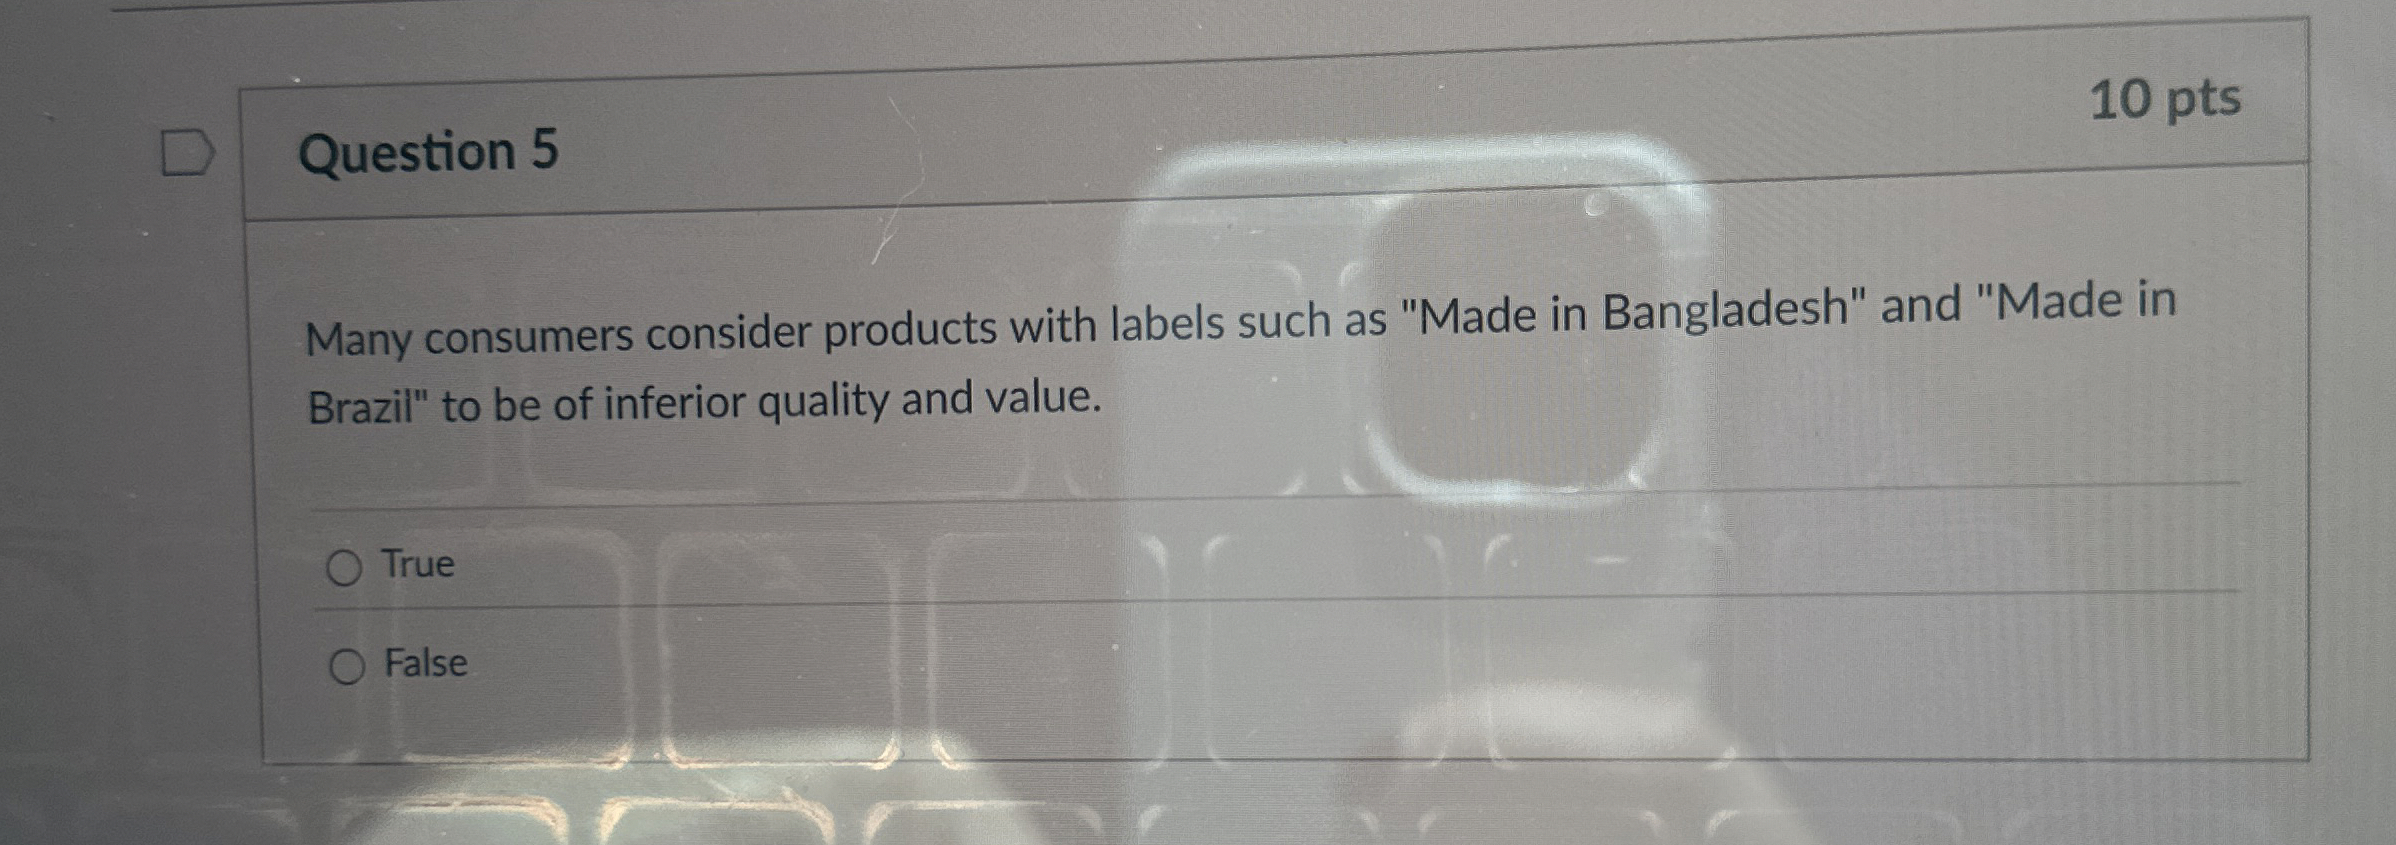 Question 5
10 pts
Many consumers consider products with labels such as "Made in Bangladesh" and "Made in
Brazil" to be of inferior quality and value.
True
False